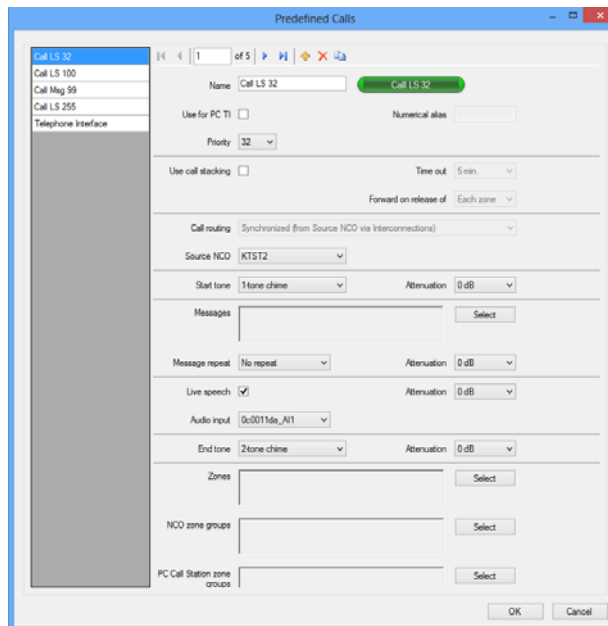 Predefined Calls
Call LS 32
Call LS 100
Call Msg 99
Call LS 255
Telephone Interface
1 of 5
Name Call LS 32 Call LS 32
Use for PC TI Numerical alias
Priority 32
Use call stacking Time out 5 min.
Forward on release of Each zone
Call routing Synchronized (from Source NCO via Interconnections)
Source NCO KTST2
Start tone 1-tone chime Attenuation 0 dB
Messages Select
Message repeat No repeat Attenuation 0 dB
Live speech Attenuation 0 dB
Audio input 0c0011da_AI1
End tone 2-tone chime Attenuation 0 dB
Zones Select
NCO zone groups Select
PC Call Station zone groups Select
OK Cancel